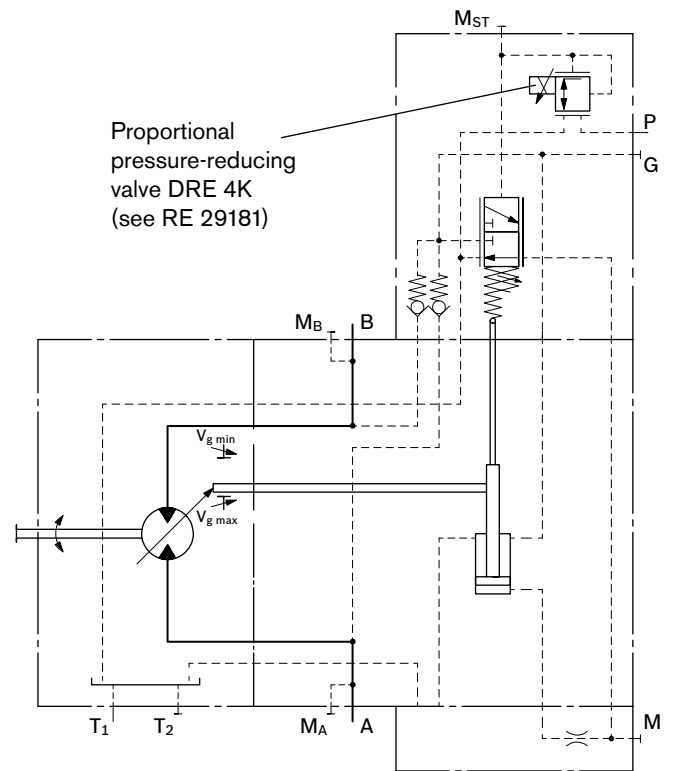 M_ST
Proportional
pressure-reducing
valve DRE 4K
(see RE 29181)
P
G
M_B
B
V_g min
V_g max
T_1
T_2
M_A
A
M